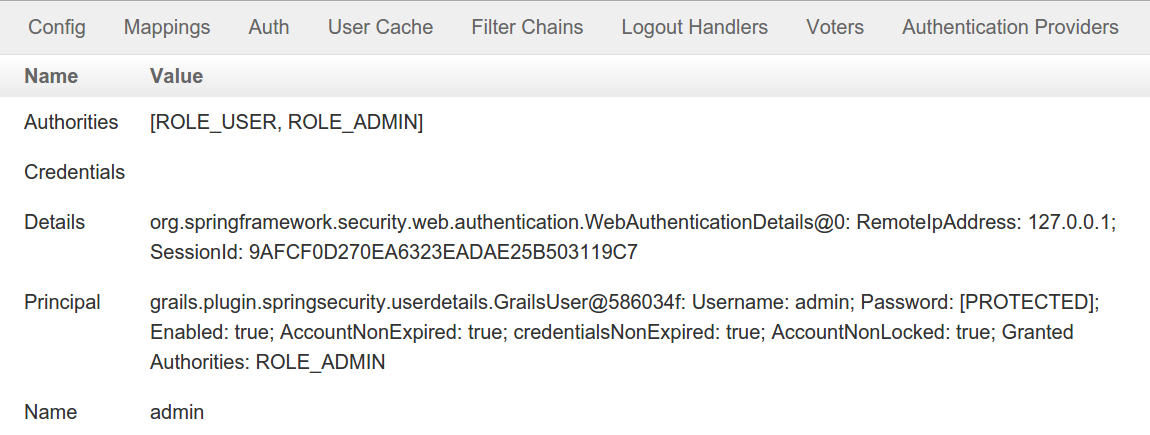 Config Mappings Auth User Cache Filter Chains Logout Handlers Voters Authentication Providers
Name Value
Authorities [ROLE_USER, ROLE_ADMIN]
Credentials
Details org.springframework.security.web.authentication.WebAuthenticationDetails@0: RemoteIpAddress: 127.0.0.1;
SessionId: 9AFCF0D270EA6323EADAE25B503119C7
Principal grails.plugin.springsecurity.userdetails.GrailsUser@586034f: Username: admin; Password: [PROTECTED];
Enabled: true; AccountNonExpired: true; credentialsNonExpired: true; AccountNonLocked: true; Granted
Authorities: ROLE_ADMIN
Name admin